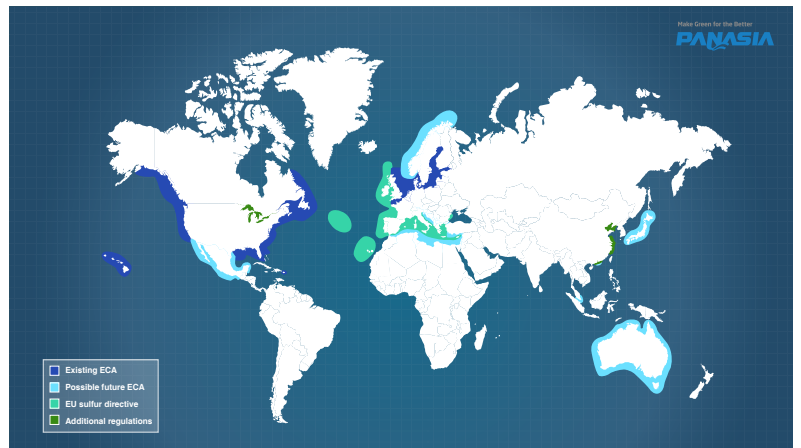 Make Green for the Better
PANASIA
Existing ECA
Possible future ECA
EU sulfur directive
Additional regulations